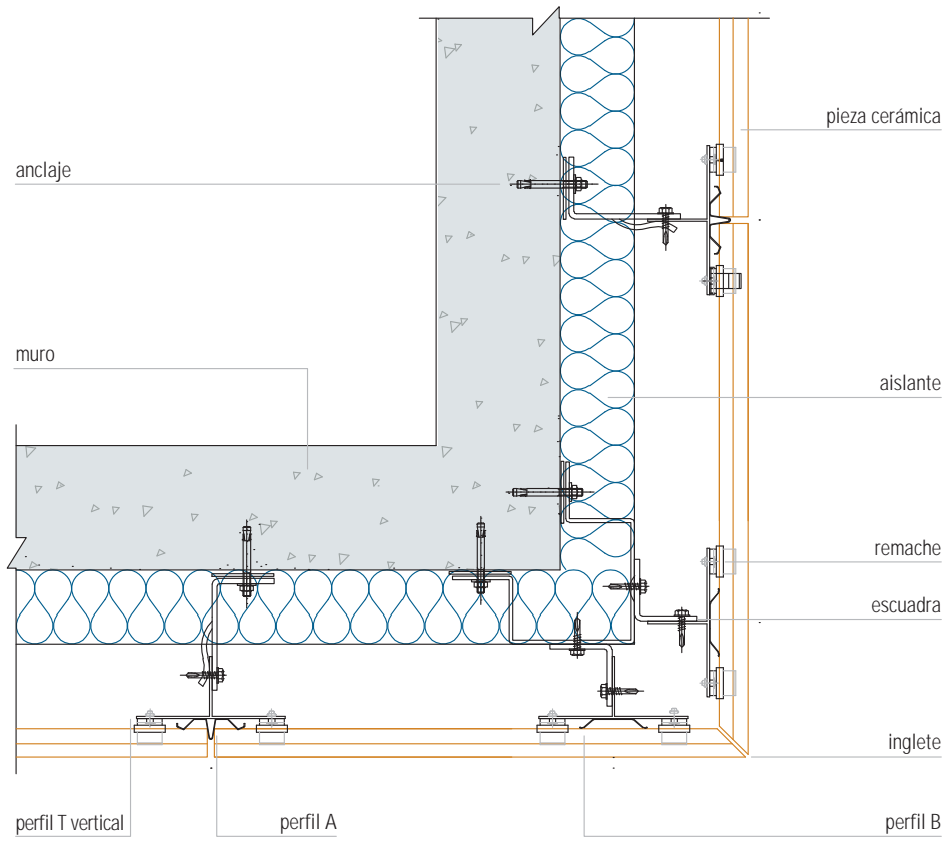 pieza cerámica
anclaje
muro
aislante
remache
escuadra
inglete
perfil T vertical
perfil A
perfil B